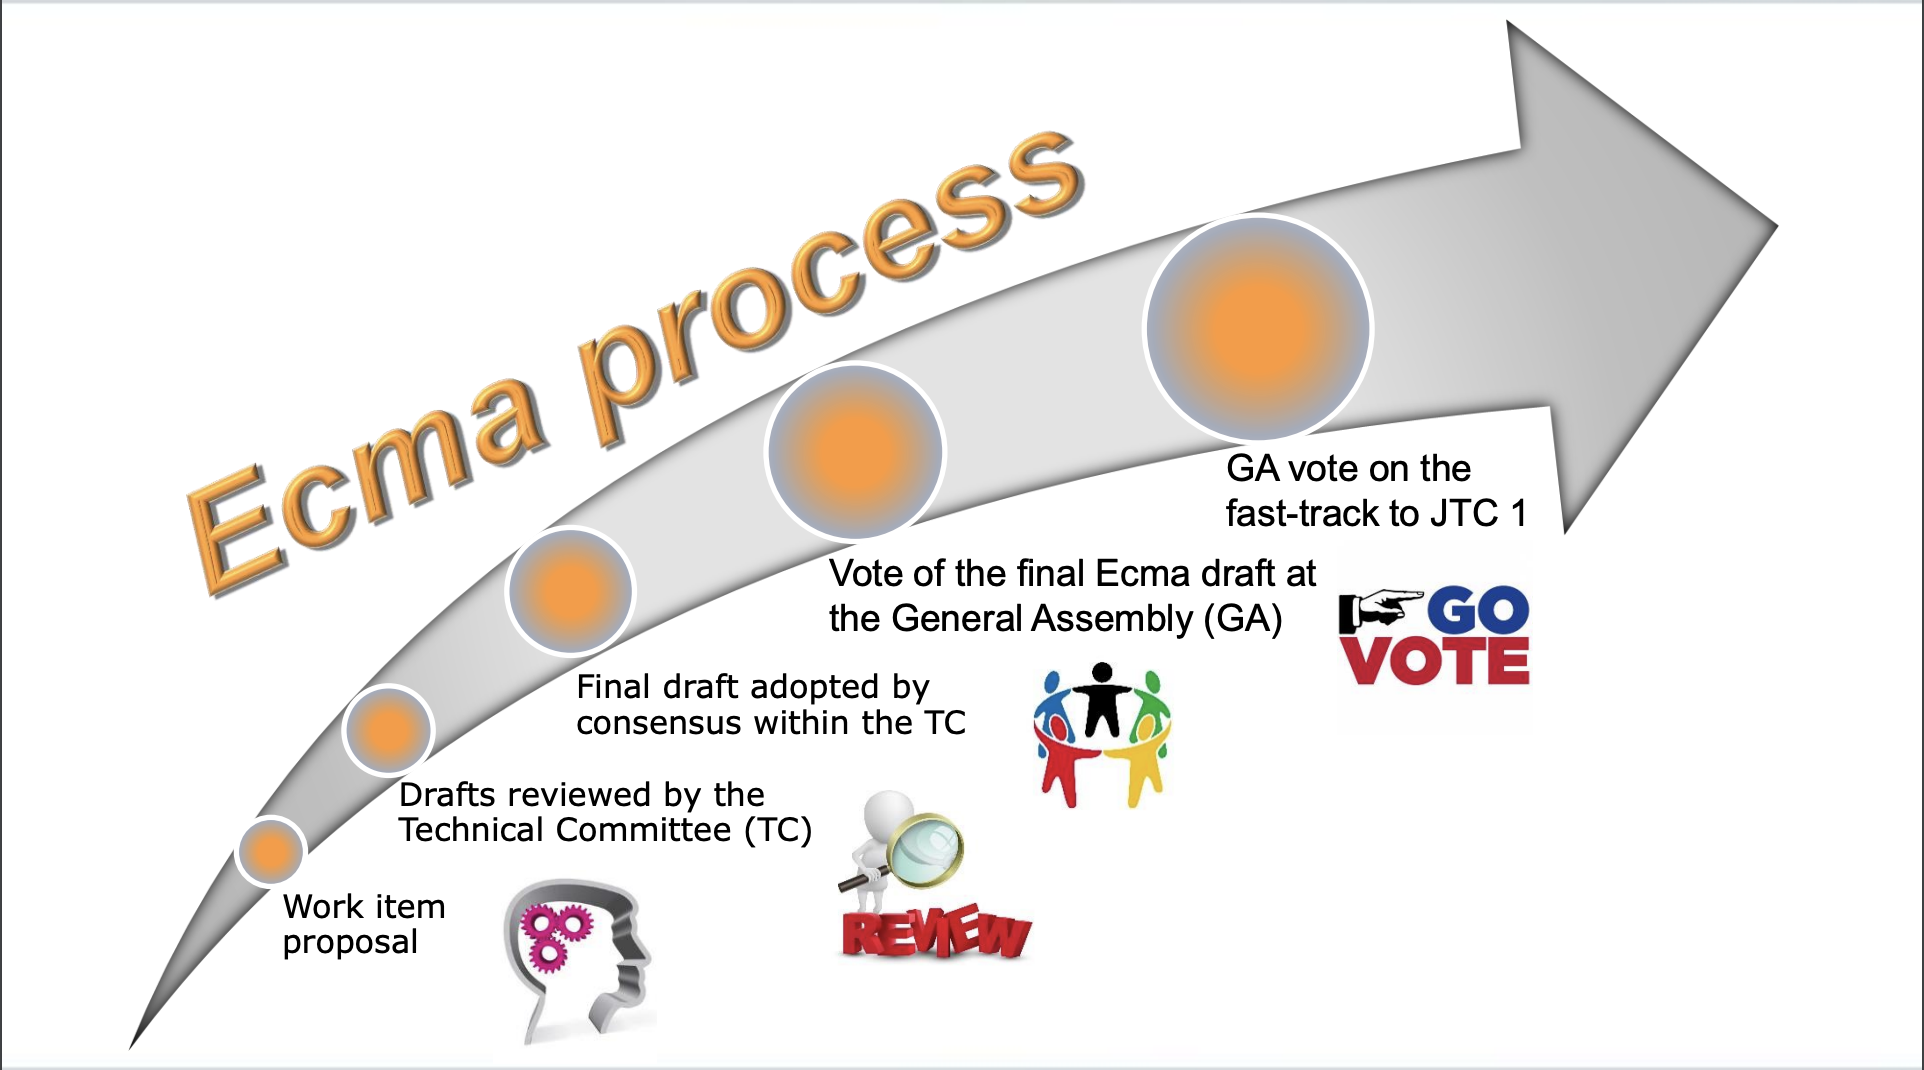 Ecma process
GA vote on the
fast-track to JTC 1
Vote of the final Ecma draft at
the General Assembly (GA)
GO
VOTE
Final draft adopted by
consensus within the TC
Drafts reviewed by the
Technical Committee (TC)
REVIEW
Work item
proposal